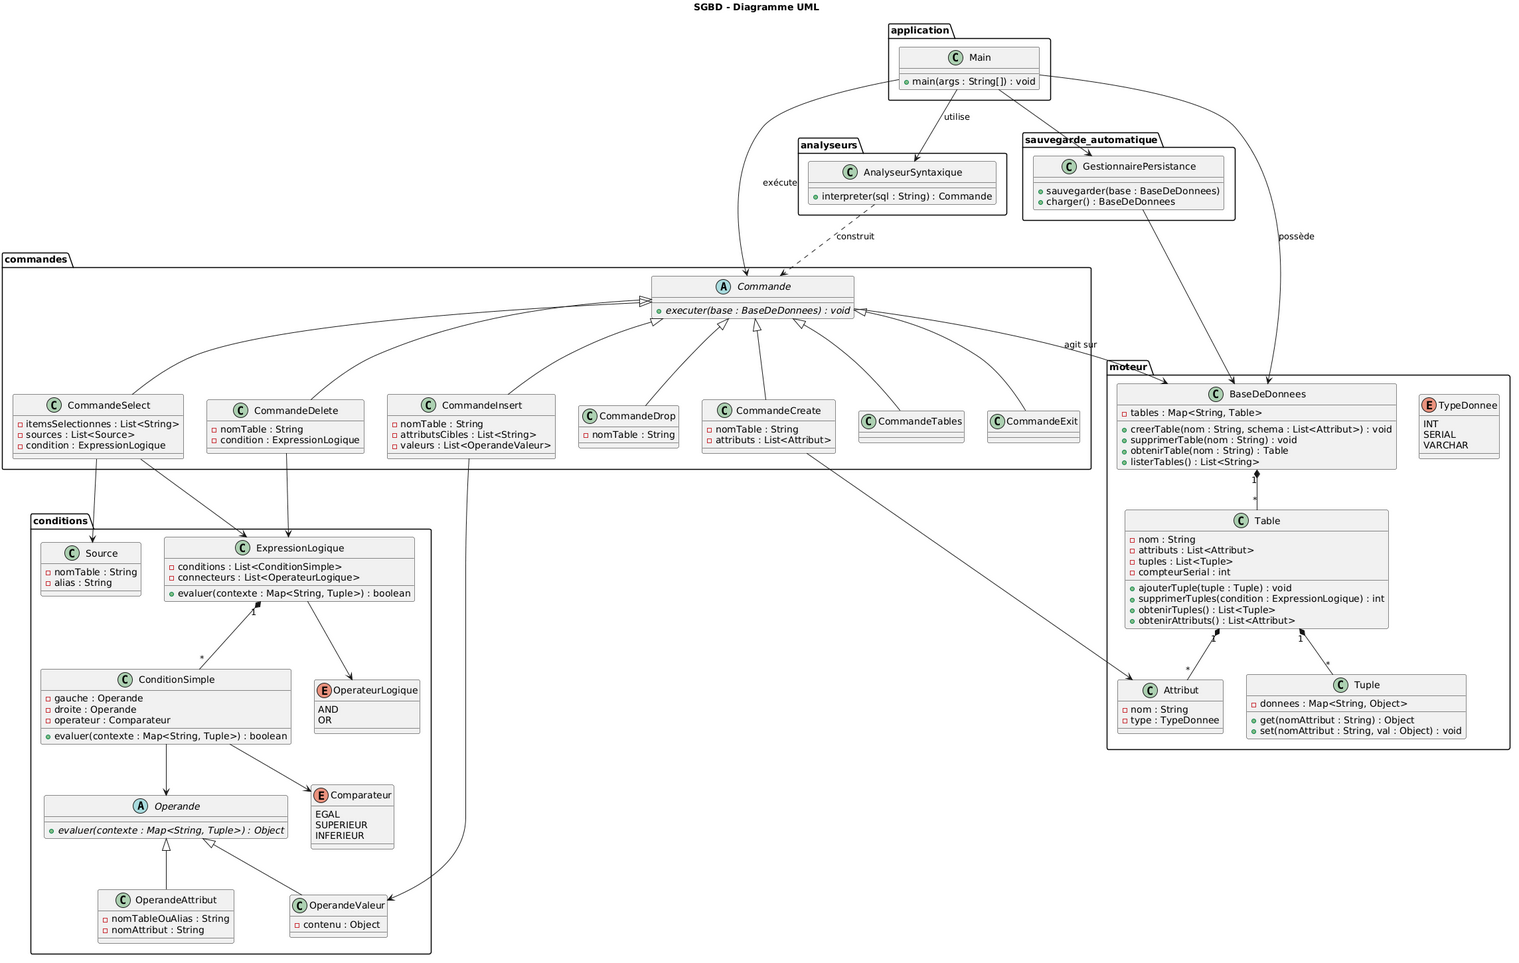 SGBD - Diagramme UML
application
C Main
main(args : String[]) : void
utilise
exécute
possède
analyseurs
C AnalyseurSyntaxique
interpreter(sql : String) : Commande
construit
sauvegarde_automatique
C GestionnairePersistance
sauvegarder(base : BaseDeDonnees)
charger() : BaseDeDonnees
commandes
A Commande
executer(base : BaseDeDonnees) : void
agit sur
C CommandeSelect
itemsSelectionnes : List<String>
sources : List<Source>
condition : ExpressionLogique
C CommandeDelete
nomTable : String
condition : ExpressionLogique
C CommandeInsert
nomTable : String
attributsCibles : List<String>
valeurs : List<OperandeValeur>
C CommandeDrop
nomTable : String
C CommandeCreate
nomTable : String
attributs : List<Attribut>
C CommandeTables
C CommandeExit
moteur
C BaseDeDonnees
tables : Map<String, Table>
creerTable(nom : String, schema : List<Attribut>) : void
supprimerTable(nom : String) : void
obtenirTable(nom : String) : Table
listerTables() : List<String>
E TypeDonnee
INT
SERIAL
VARCHAR
1
*
C Table
nom : String
attributs : List<Attribut>
tuples : List<Tuple>
compteurSerial : int
ajouterTuple(tuple : Tuple) : void
supprimerTuples(condition : ExpressionLogique) : int
obtenirTuples() : List<Tuple>
obtenirAttributs() : List<Attribut>
1
1
*
*
C Attribut
nom : String
type : TypeDonnee
C Tuple
donnees : Map<String, Object>
get(nomAttribut : String) : Object
set(nomAttribut : String, val : Object) : void
conditions
C Source
nomTable : String
alias : String
C ExpressionLogique
conditions : List<ConditionSimple>
connecteurs : List<OperateurLogique>
evaluer(contexte : Map<String, Tuple>) : boolean
1
*
C ConditionSimple
gauche : Operande
droite : Operande
operateur : Comparateur
evaluer(contexte : Map<String, Tuple>) : boolean
E OperateurLogique
AND
OR
A Operande
evaluer(contexte : Map<String, Tuple>) : Object
E Comparateur
EGAL
SUPERIEUR
INFERIEUR
C OperandeAttribut
nomTableOuAlias : String
nomAttribut : String
C OperandeValeur
contenu : Object